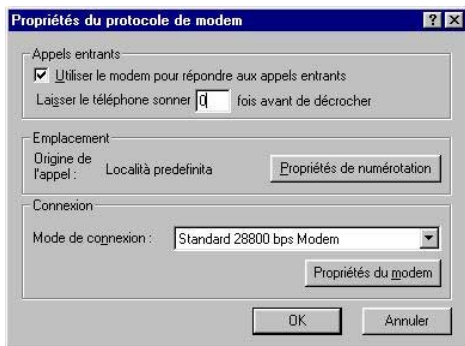 Propriétés du protocole de modem
Appels entrants
Utiliser le modem pour répondre aux appels entrants
Laisser le téléphone sonner 0 fois avant de décrocher
Emplacement
Origine de
l'appel : Località predefinita Propriétés de numérotation
Connexion
Mode de connexion : Standard 28800 bps Modem
Propriétés du modem
OK Annuler